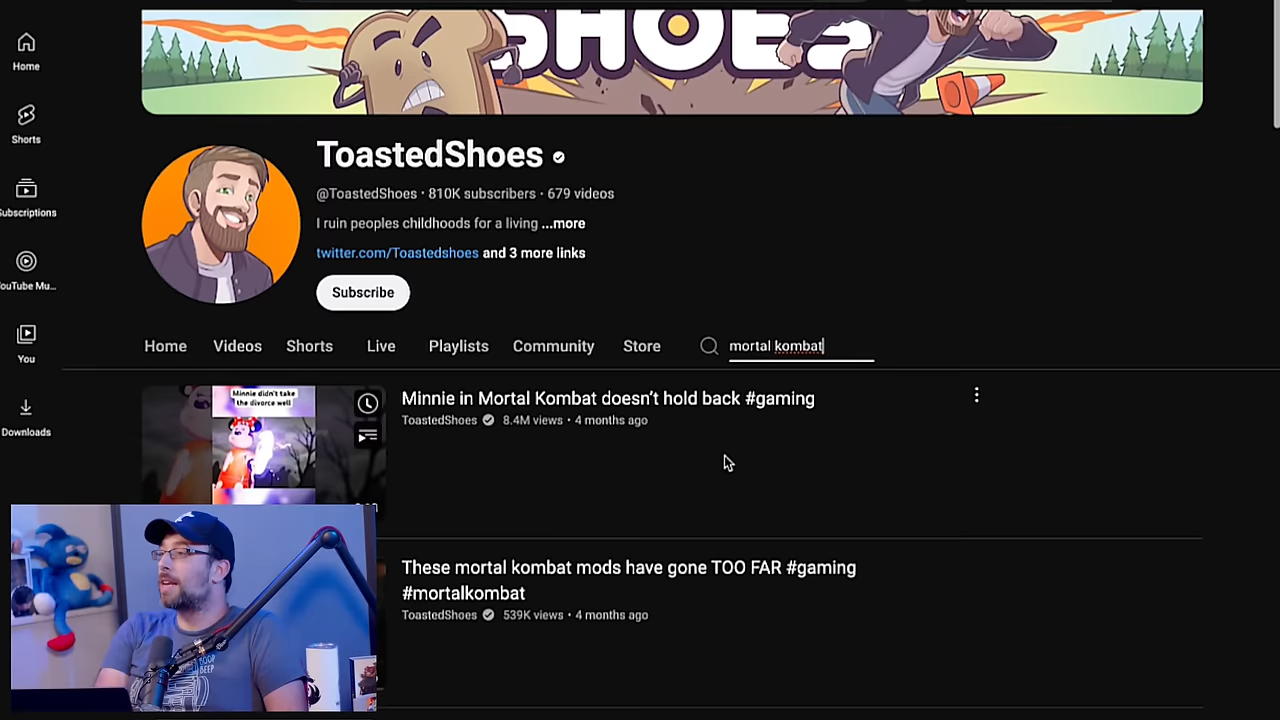 SHOES
Home
Shorts
Subscriptions
YouTube Mu...
You
Downloads
ToastedShoes
@ToastedShoes · 810K subscribers · 679 videos
I ruin peoples childhoods for a living ...more
twitter.com/Toastedshoes and 3 more links
Subscribe
Home Videos Shorts Live Playlists Community Store mortal kombat
Minnie didn't take
the divorce well
Minnie in Mortal Kombat doesn't hold back #gaming
ToastedShoes 8.4M views · 4 months ago
These mortal kombat mods have gone TOO FAR #gaming
#mortalkombat
ToastedShoes 539K views · 4 months ago
BOOP
BEEP